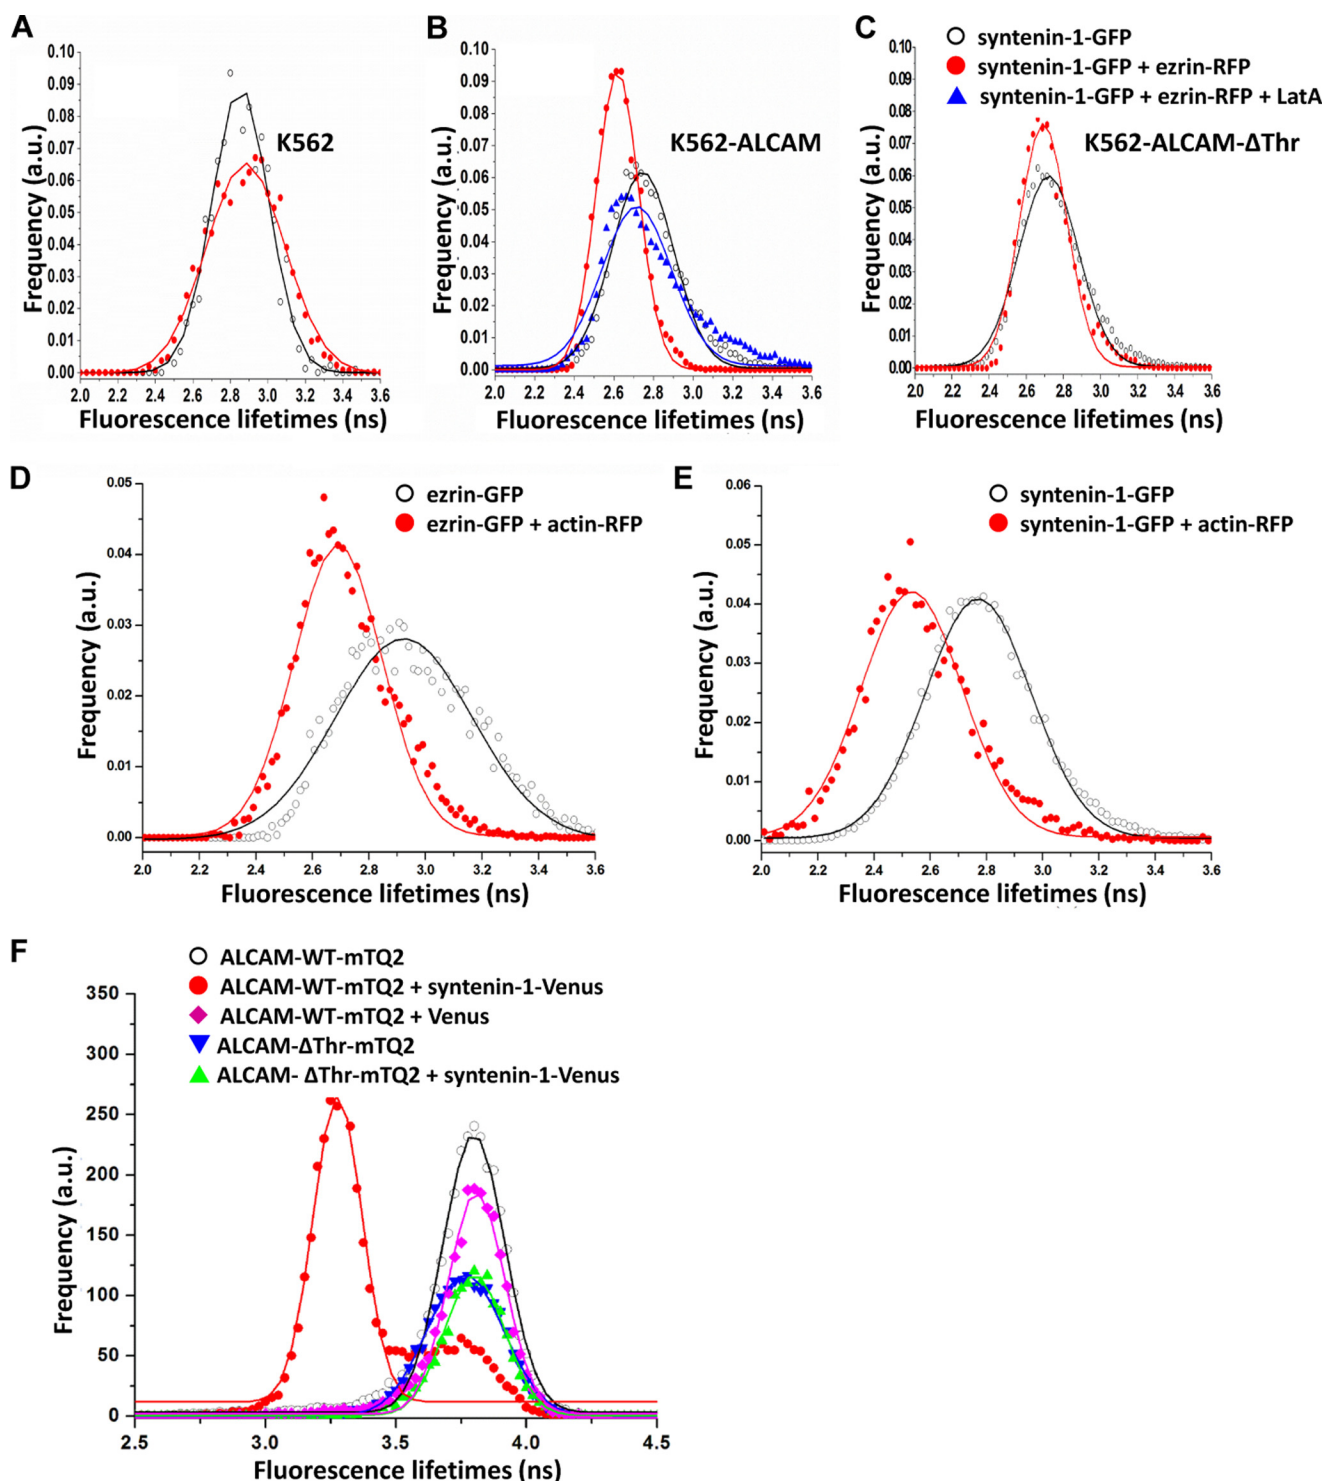 A
0.10
0.09
0.08
0.07
0.06
0.05
0.04
0.03
0.02
0.01
0.00
Frequency (a.u.)
K562
2.0 2.2 2.4 2.6 2.8 3.0 3.2 3.4 3.6
Fluorescence lifetimes (ns)
B
0.10
0.09
0.08
0.07
0.06
0.05
0.04
0.03
0.02
0.01
0.00
Frequency (a.u.)
K562-ALCAM
2.0 2.2 2.4 2.6 2.8 3.0 3.2 3.4 3.6
Fluorescence lifetimes (ns)
C
syntenin-1-GFP
syntenin-1-GFP + ezrin-RFP
syntenin-1-GFP + ezrin-RFP + LatA
0.10
0.09
0.08
0.07
0.06
0.05
0.04
0.03
0.02
0.01
0.00
Frequency (a.u.)
K562-ALCAM-ΔThr
2.0 2.2 2.4 2.6 2.8 3.0 3.2 3.4 3.6
Fluorescence lifetimes (ns)
D
0.05
0.04
0.03
0.02
0.01
0.00
Frequency (a.u.)
ezrin-GFP
ezrin-GFP + actin-RFP
2.0 2.2 2.4 2.6 2.8 3.0 3.2 3.4 3.6
Fluorescence lifetimes (ns)
E
0.06
0.05
0.04
0.03
0.02
0.01
0.00
Frequency (a.u.)
syntenin-1-GFP
syntenin-1-GFP + actin-RFP
2.0 2.2 2.4 2.6 2.8 3.0 3.2 3.4 3.6
Fluorescence lifetimes (ns)
F
ALCAM-WT-mTQ2
ALCAM-WT-mTQ2 + syntenin-1-Venus
ALCAM-WT-mTQ2 + Venus
ALCAM-ΔThr-mTQ2
ALCAM- ΔThr-mTQ2 + syntenin-1-Venus
350
300
250
200
150
100
50
0
Frequency (a.u.)
2.5 3.0 3.5 4.0 4.5
Fluorescence lifetimes (ns)